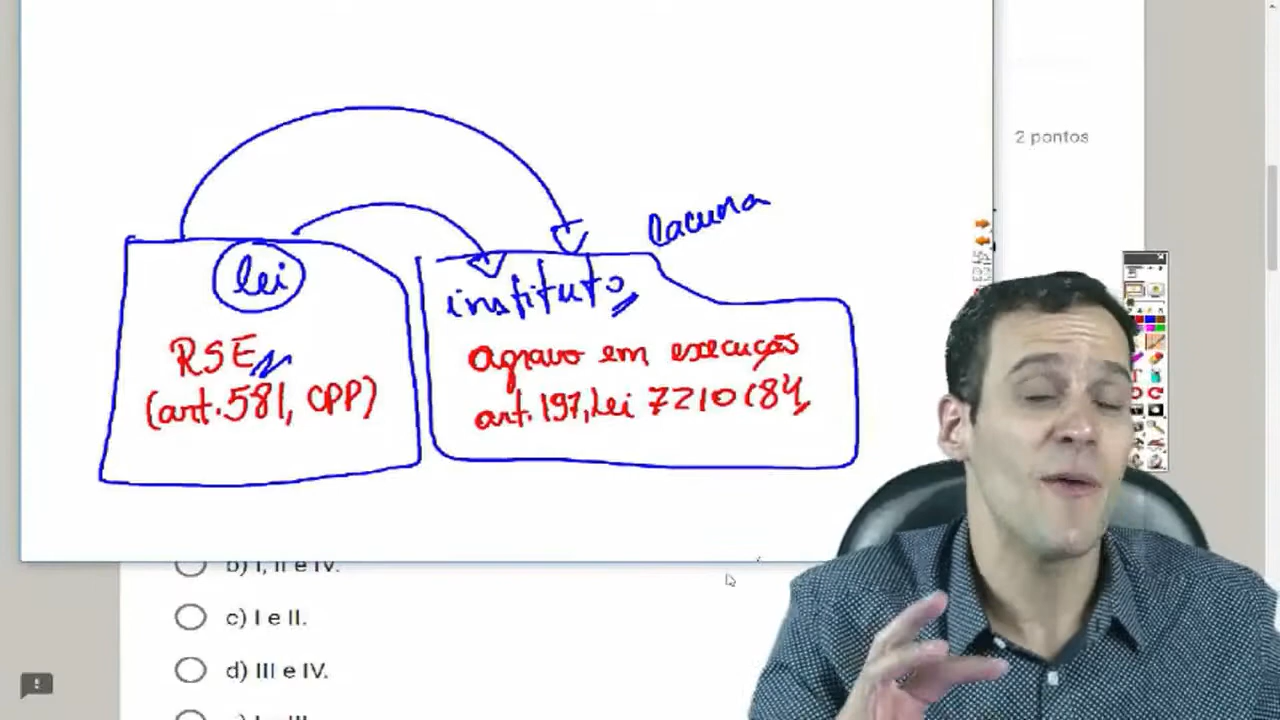 2 pontos
lacuna
lei
instituto
RSE
(art. 581, CPP)
agravo em execução
art. 197, Lei 7210/84
b) I, II e IV.
c) I e II.
d) III e IV.